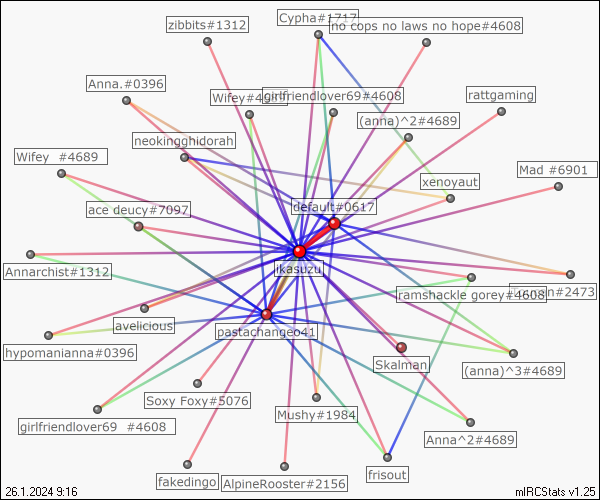 zibbits#1312
Cypha#1717
no cops no laws no hope#4608
Anna.#0396
Wifey
girlfriendlover69#4608
rattgaming
(anna)^2#4689
neokingghidorah
Wifey #4689
Mad #6901
xenoyaut
ace deucy#7097
default#0617
Annarchist#1312
ikasuzu
ramshackle gorey#4608
#2473
avelicious
pastachangeo41
hypomanianna#0396
Skalman
(anna)^3#4689
Soxy Foxy#5076
Mushy#1984
girlfriendlover69 #4608
Anna^2#4689
fakedingo
AlpineRooster#2156
frisout
26.1.2024 9:16
mIRCStats v1.25